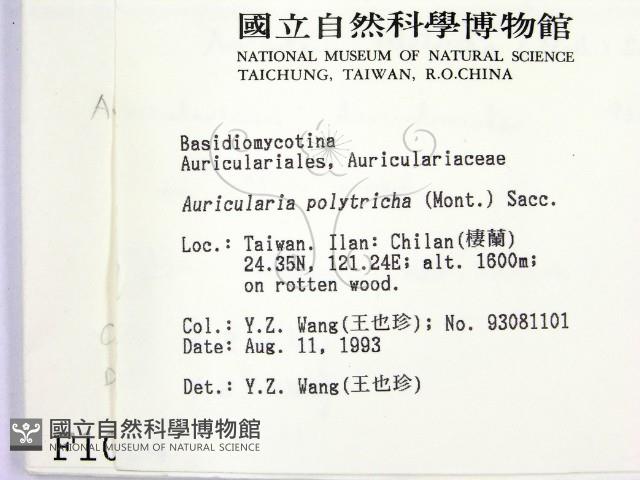 國立自然科學博物館
NATIONAL MUSEUM OF NATURAL SCIENCE
TAICHUNG, TAIWAN, R.O.CHINA
Basidiomycotina
Auriculariales, Auriculariaceae
Auricularia polytricha (Mont.) Sacc.
Loc.: Taiwan. Ilan: Chilan(棲蘭)
24.35N, 121.24E; alt. 1600m;
on rotten wood.
Col.: Y.Z. Wang(王也珍); No. 93081101
Date: Aug. 11, 1993
Det.: Y.Z. Wang(王也珍)
國立自然科學博物館
NATIONAL MUSEUM OF NATURAL SCIENCE